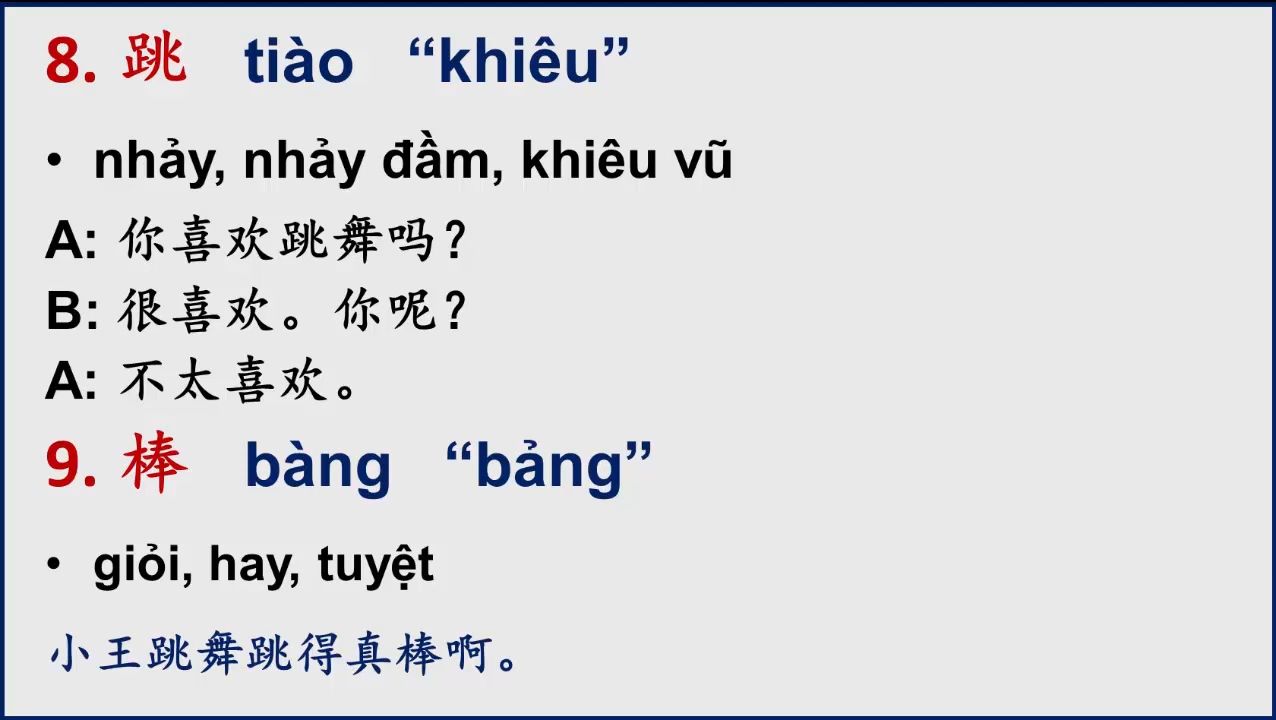 8. 跳 tiào “khiêu”
• nhảy, nhảy đầm, khiêu vũ
A: 你喜欢跳舞吗?
B: 很喜欢。你呢?
A: 不太喜欢。
9. 棒 bàng “bảng”
• giỏi, hay, tuyệt
小王跳舞跳得真棒啊。